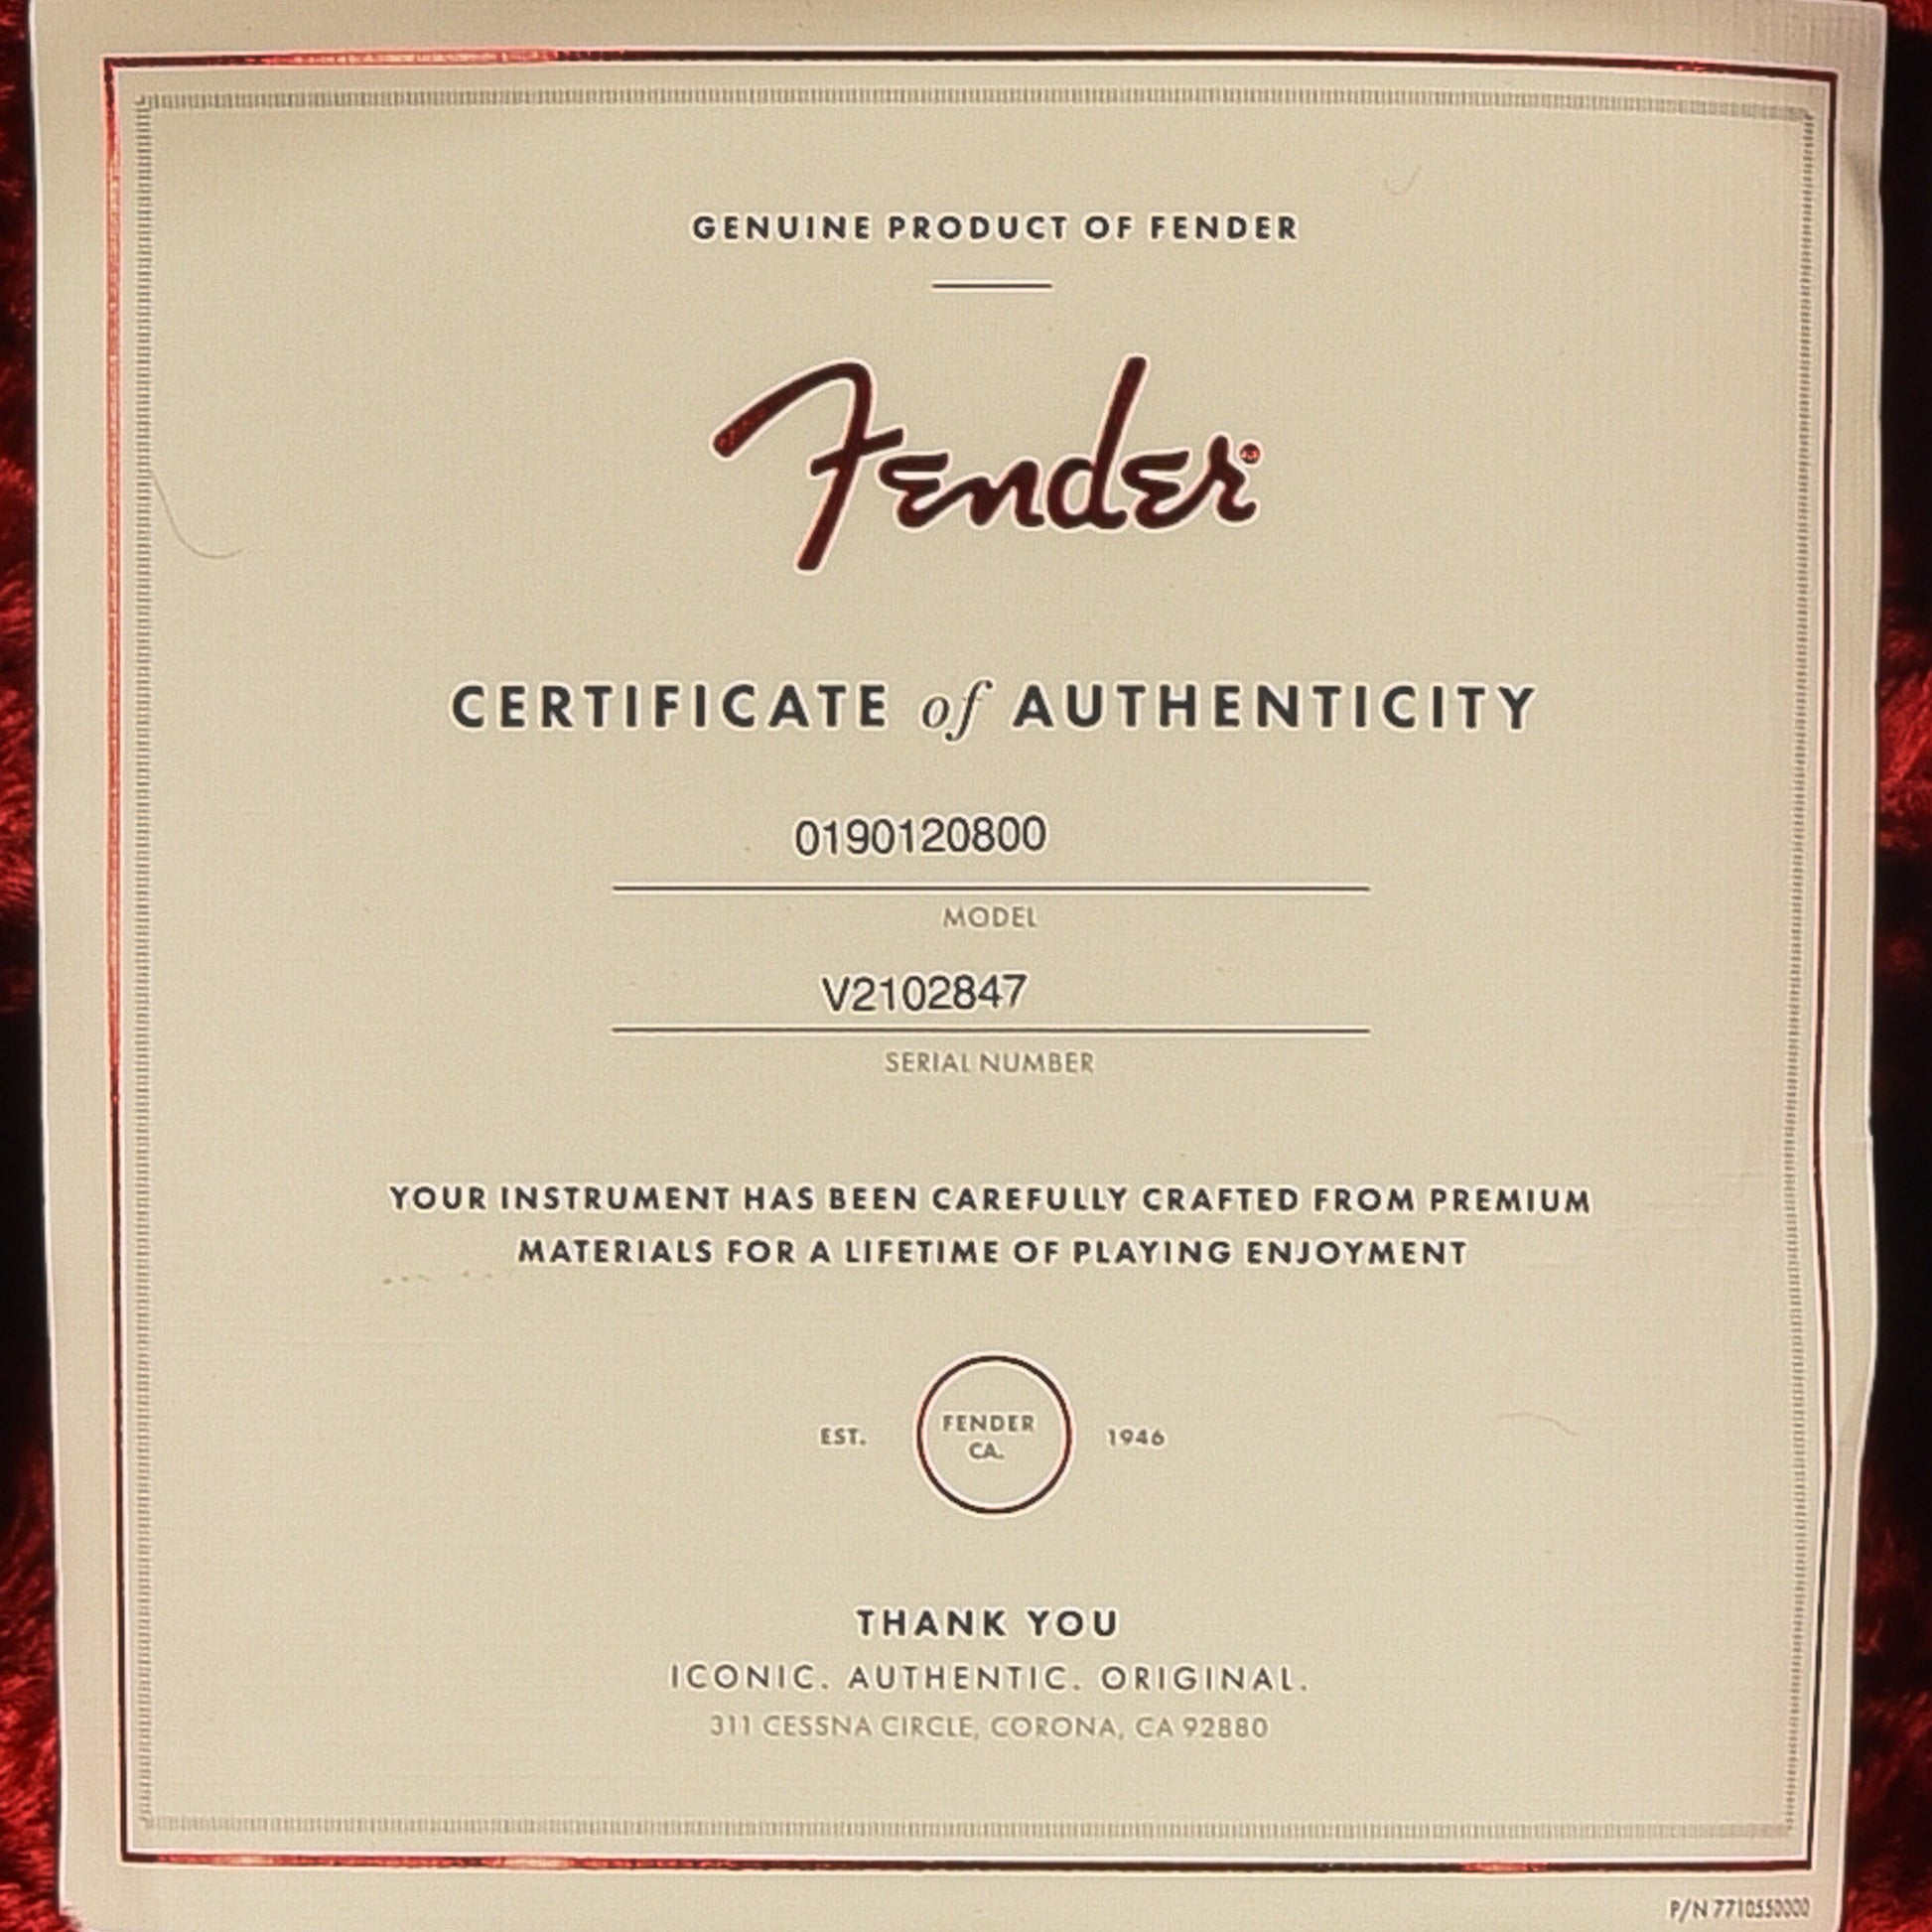 GENUINE PRODUCT OF FENDER
Fender®
CERTIFICATE of AUTHENTICITY
0190120800
MODEL
V2102847
SERIAL NUMBER
YOUR INSTRUMENT HAS BEEN CAREFULLY CRAFTED FROM PREMIUM
MATERIALS FOR A LIFETIME OF PLAYING ENJOYMENT
EST. FENDER 1946
CA.
THANK YOU
ICONIC. AUTHENTIC. ORIGINAL.
311 CESSNA CIRCLE, CORONA, CA 92880
P/N 7710550000